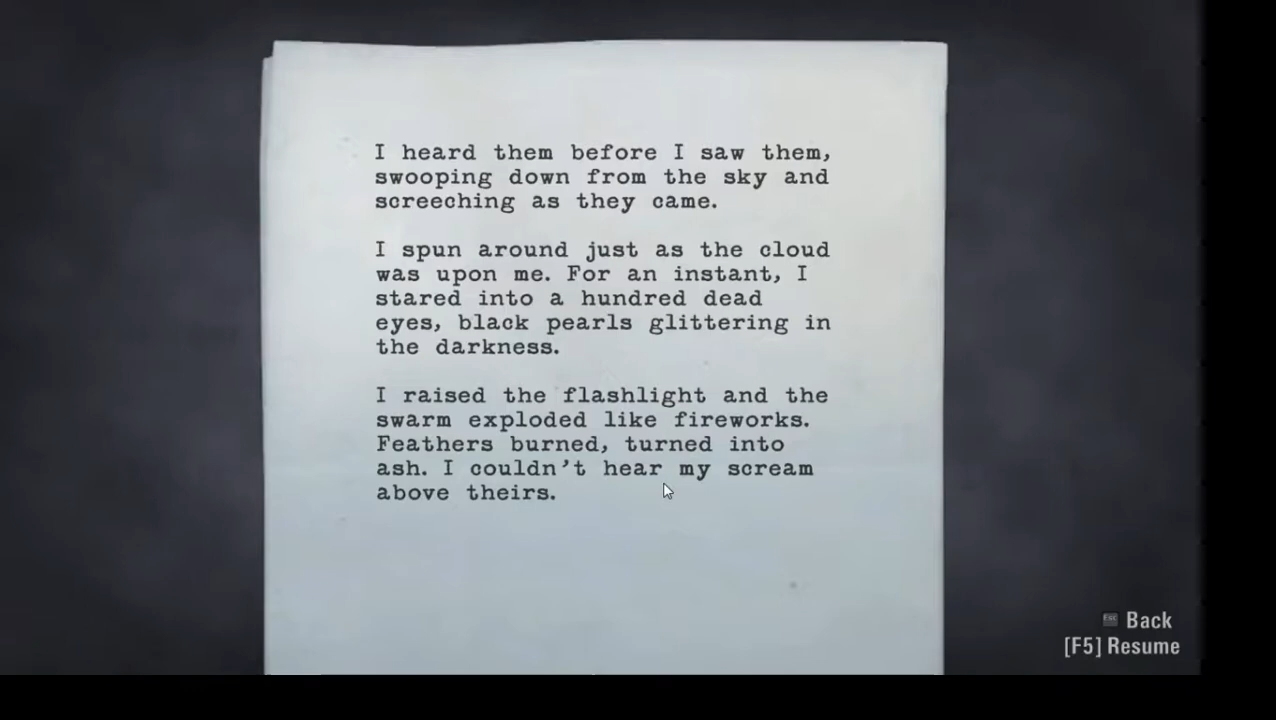 I heard them before I saw them,
swooping down from the sky and
screeching as they came.
I spun around just as the cloud
was upon me. For an instant, I
stared into a hundred dead
eyes, black pearls glittering in
the darkness.
I raised the flashlight and the
swarm exploded like fireworks.
Feathers burned, turned into
ash. I couldn't hear my scream
above theirs.
Esc Back
[F5] Resume